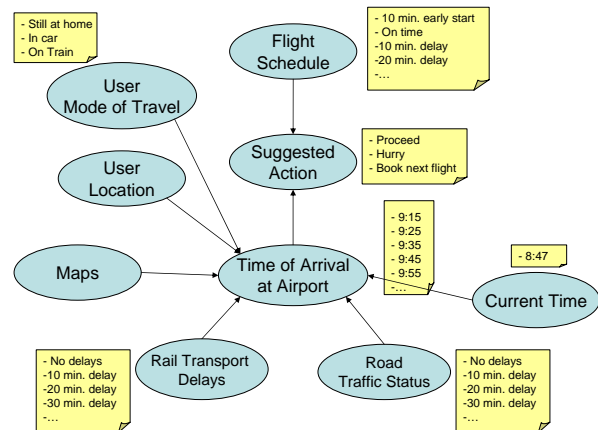 - Still at home
- In car
- On Train
User
Mode of Travel
Flight
Schedule
- 10 min. early start
- On time
-10 min. delay
-20 min. delay
-...
Suggested
Action
- Proceed
- Hurry
- Book next flight
User
Location
Maps
Time of Arrival
at Airport
- 9:15
- 9:25
- 9:35
- 9:45
- 9:55
-...
- 8:47
Current Time
- No delays
-10 min. delay
-20 min. delay
-30 min. delay
-...
Rail Transport
Delays
Road
Traffic Status
- No delays
-10 min. delay
-20 min. delay
-30 min. delay
-...